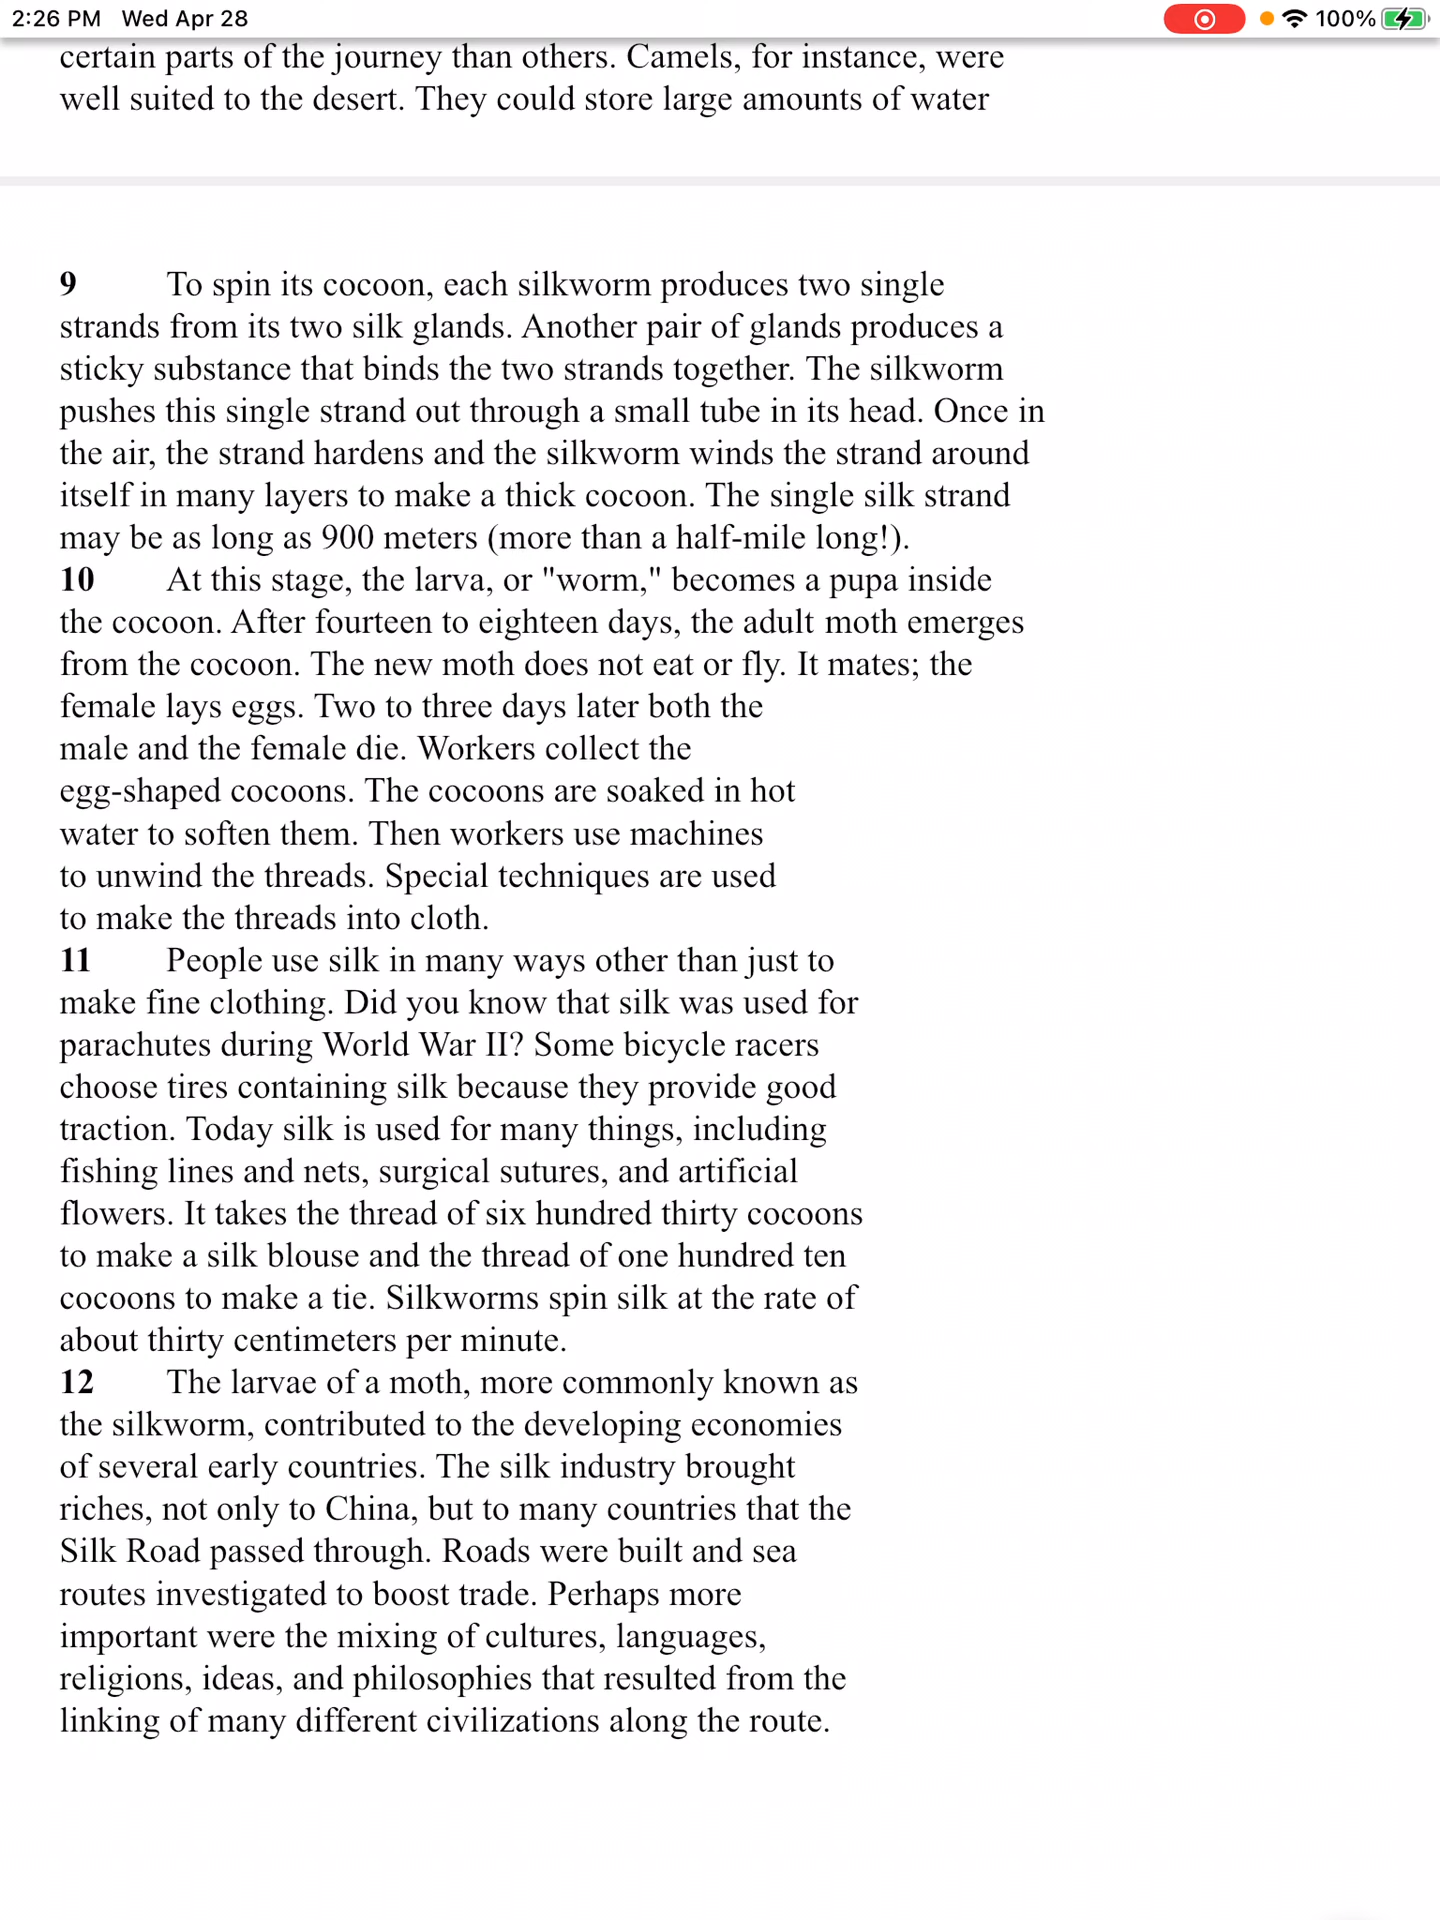 2:26 PM Wed Apr 28 100%
certain parts of the journey than others. Camels, for instance, were
well suited to the desert. They could store large amounts of water
9 To spin its cocoon, each silkworm produces two single
strands from its two silk glands. Another pair of glands produces a
sticky substance that binds the two strands together. The silkworm
pushes this single strand out through a small tube in its head. Once in
the air, the strand hardens and the silkworm winds the strand around
itself in many layers to make a thick cocoon. The single silk strand
may be as long as 900 meters (more than a half-mile long!).
10 At this stage, the larva, or "worm," becomes a pupa inside
the cocoon. After fourteen to eighteen days, the adult moth emerges
from the cocoon. The new moth does not eat or fly. It mates; the
female lays eggs. Two to three days later both the
male and the female die. Workers collect the
egg-shaped cocoons. The cocoons are soaked in hot
water to soften them. Then workers use machines
to unwind the threads. Special techniques are used
to make the threads into cloth.
11 People use silk in many ways other than just to
make fine clothing. Did you know that silk was used for
parachutes during World War II? Some bicycle racers
choose tires containing silk because they provide good
traction. Today silk is used for many things, including
fishing lines and nets, surgical sutures, and artificial
flowers. It takes the thread of six hundred thirty cocoons
to make a silk blouse and the thread of one hundred ten
cocoons to make a tie. Silkworms spin silk at the rate of
about thirty centimeters per minute.
12 The larvae of a moth, more commonly known as
the silkworm, contributed to the developing economies
of several early countries. The silk industry brought
riches, not only to China, but to many countries that the
Silk Road passed through. Roads were built and sea
routes investigated to boost trade. Perhaps more
important were the mixing of cultures, languages,
religions, ideas, and philosophies that resulted from the
linking of many different civilizations along the route.